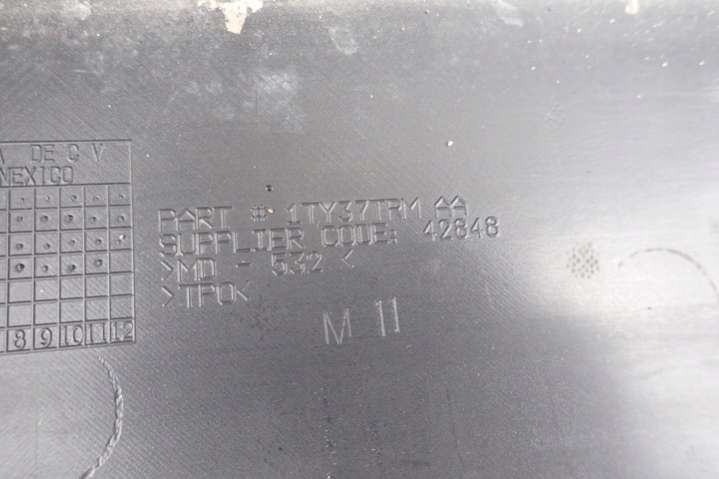 A DE C V
MEXICO
8 9 10 11 12
PART # 1TY37TRM AA
SUPPLIER CODE: 42848
>MD - 532 <
>TPO<
M 11